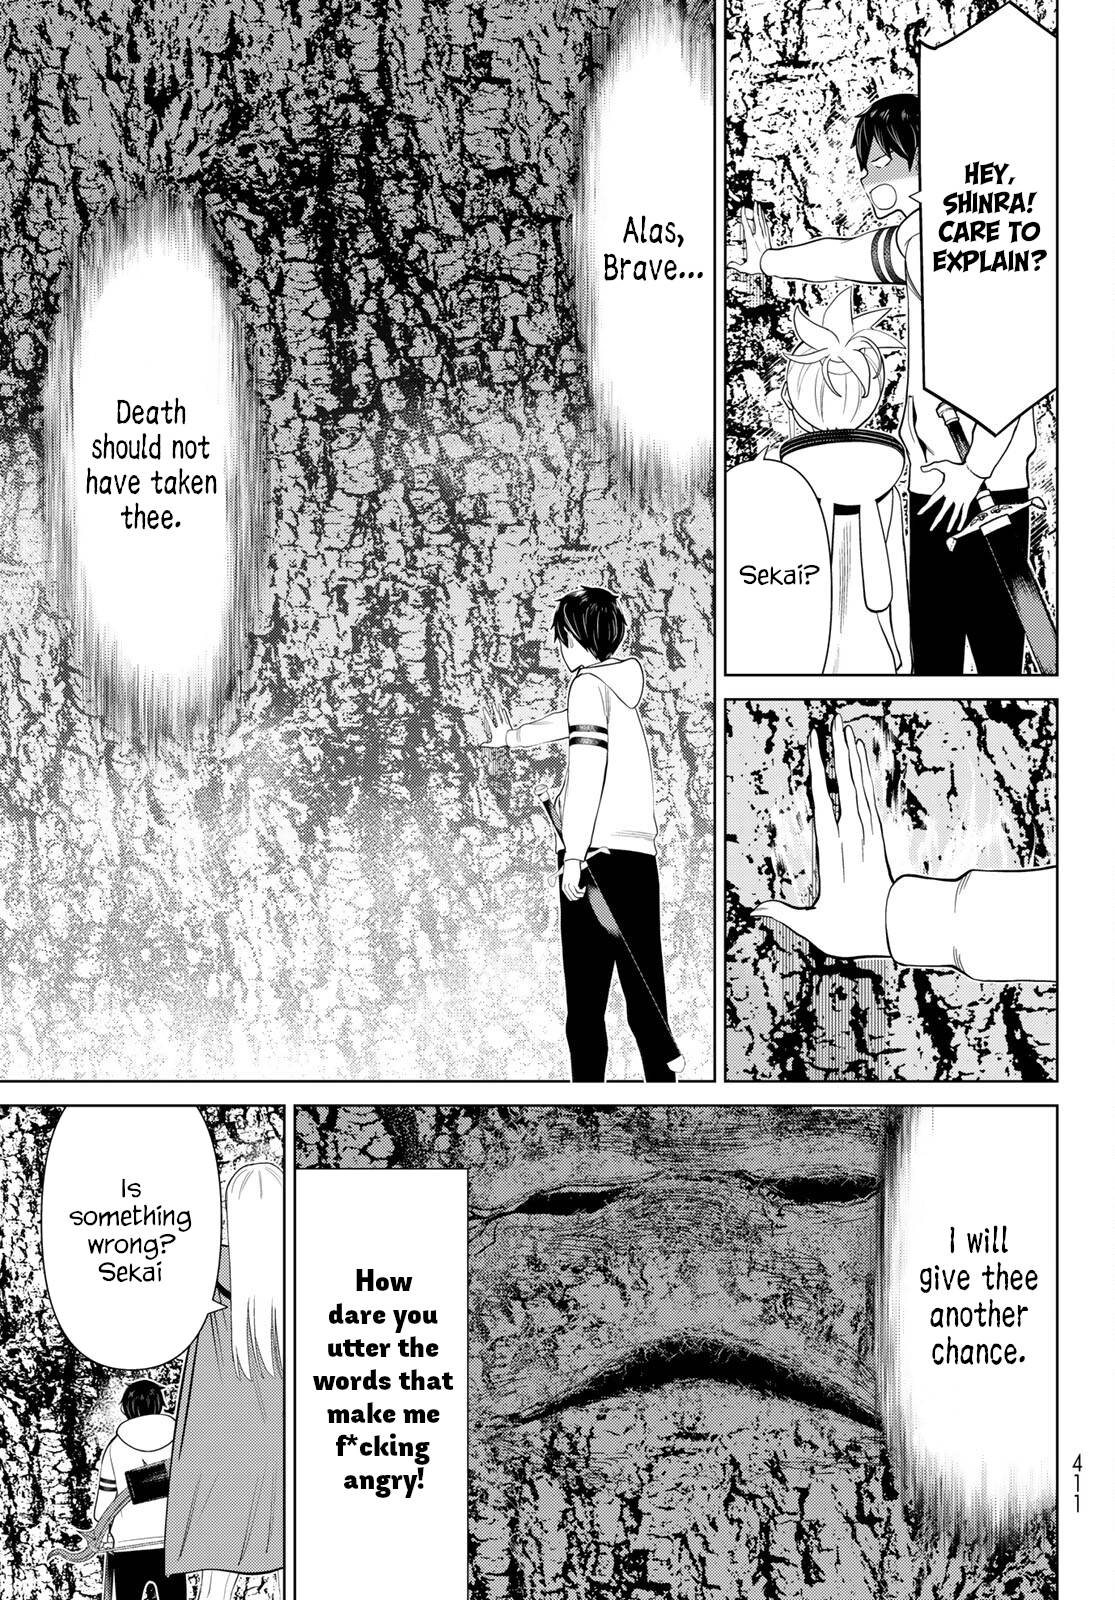 HEY,
SHINRA!
CARE TO
EXPLAIN?
Sekai?
Alas,
Brave...
Death
should not
have taken
thee.
I will
give thee
another
chance.
How
dare you
utter the
words that
make me
f*cking
angry!
Is
something
wrong?
Sekai
411